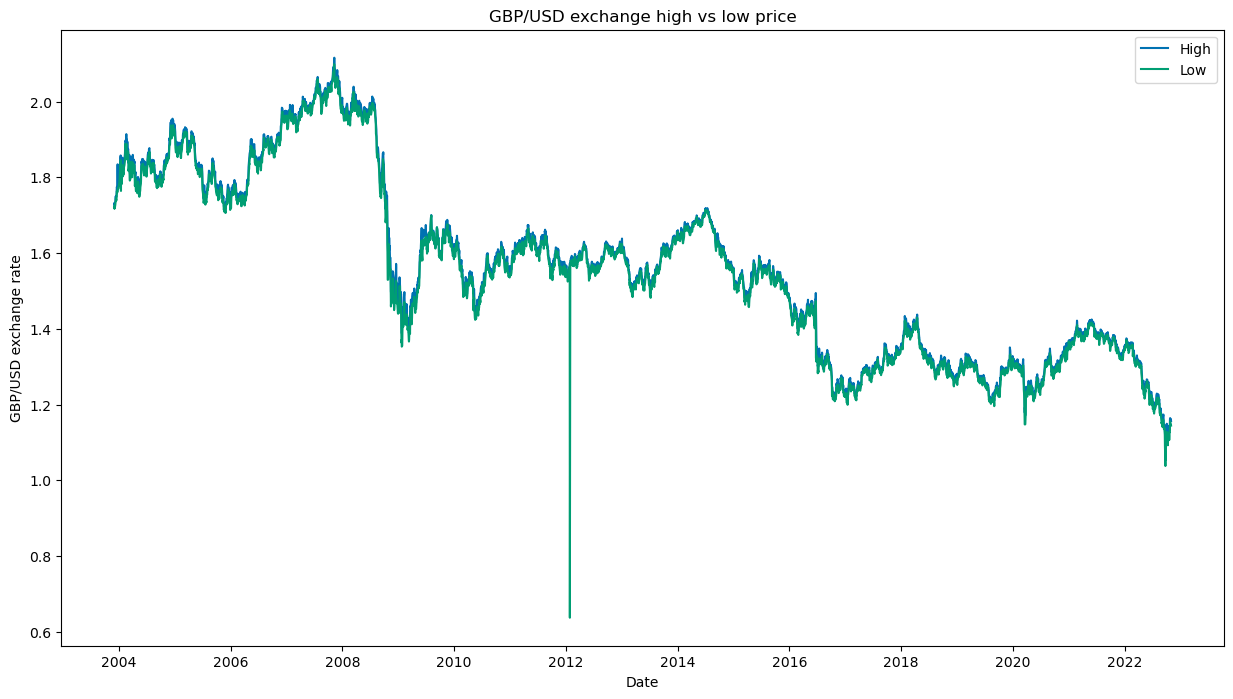 GBP/USD exchange high vs low price
High
Low
GBP/USD exchange rate
2.0
1.8
1.6
1.4
1.2
1.0
0.8
0.6
2004 2006 2008 2010 2012 2014 2016 2018 2020 2022
Date